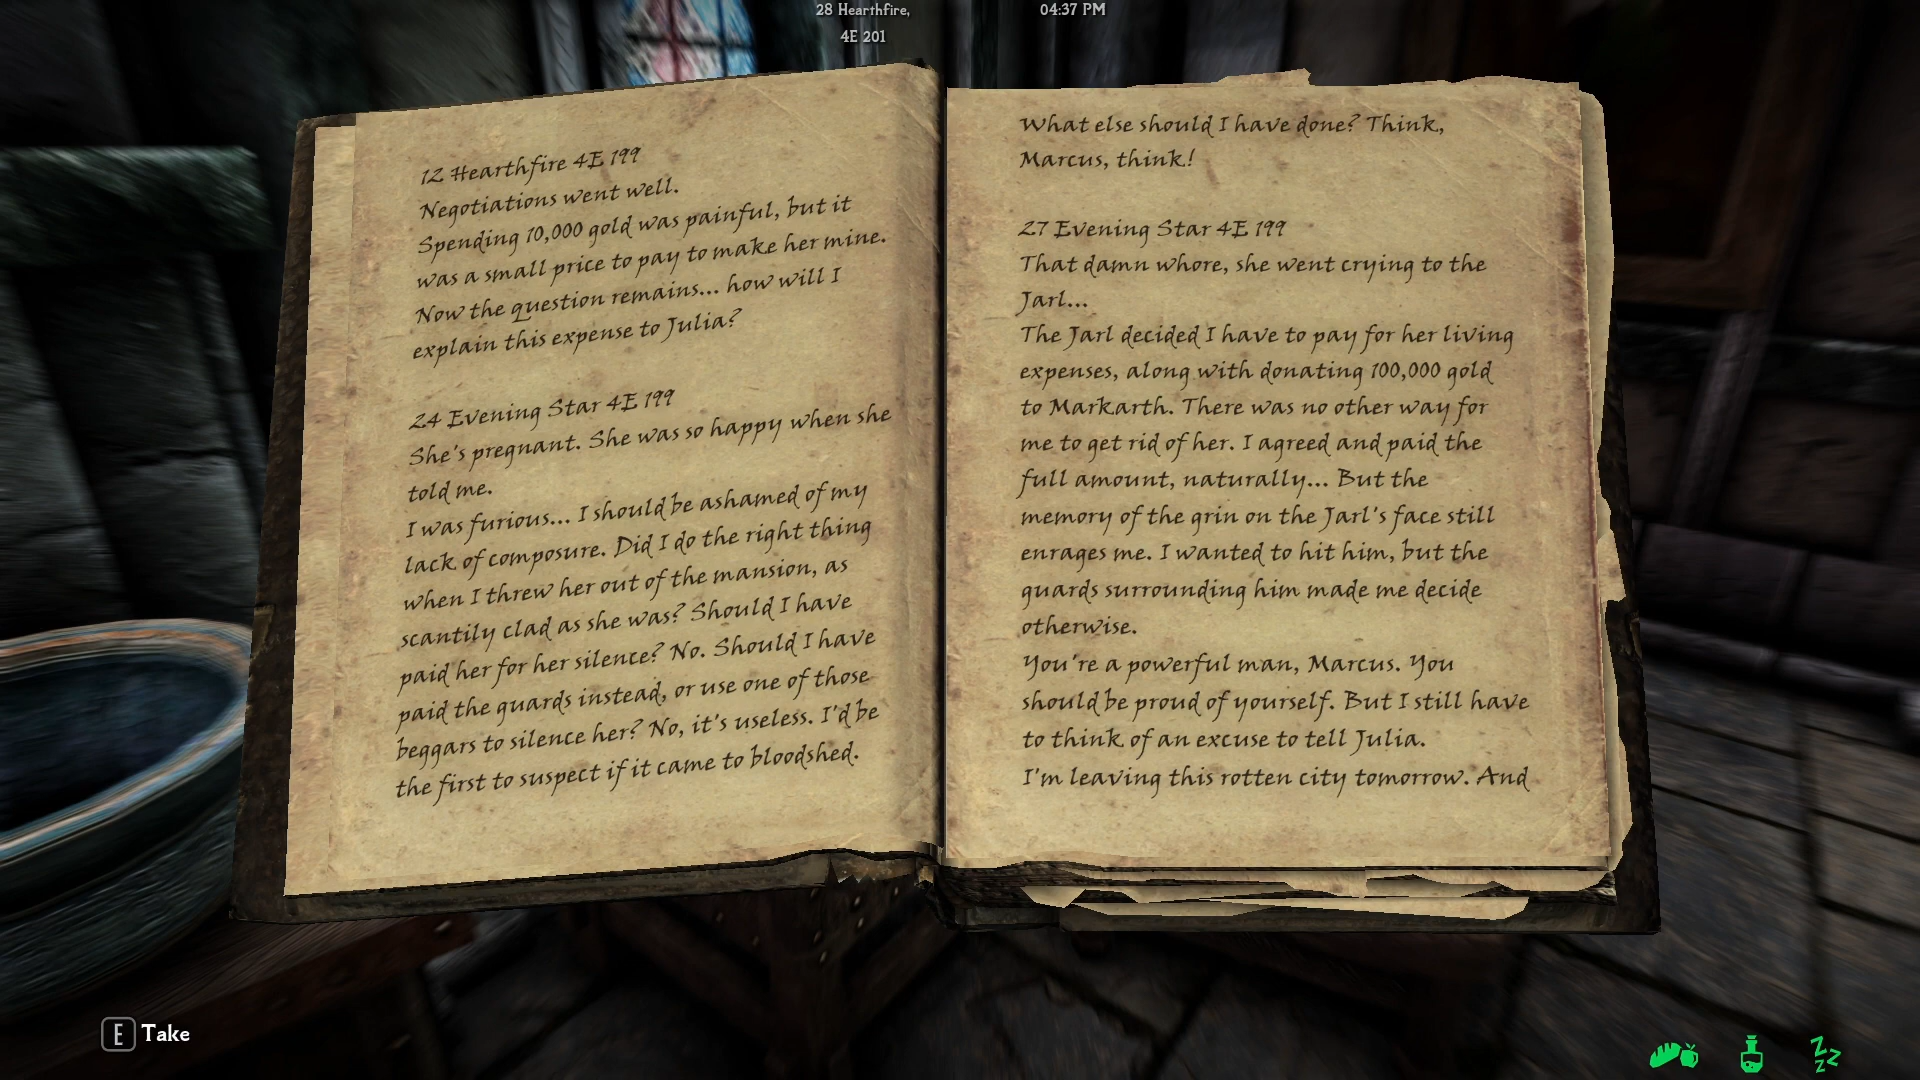 28 Hearthfire,
4E 201
04:37 PM
12 Hearthfire 4E 199
Negotiations went well.
Spending 10,000 gold was painful, but it
was a small price to pay to make her mine.
Now the question remains... how will I
explain this expense to Julia?
24 Evening Star 4E 199
She's pregnant. She was so happy when she
told me.
I was furious... I should be ashamed of my
lack of composure. Did I do the right thing
when I threw her out of the mansion, as
scantily clad as she was? Should I have
paid her for her silence? No. Should I have
paid the guards instead, or use one of those
beggars to silence her? No, it's useless. I'd be
the first to suspect if it came to bloodshed.
What else should I have done? Think,
Marcus, think!
27 Evening Star 4E 199
That damn whore, she went crying to the
Jarl...
The Jarl decided I have to pay for her living
expenses, along with donating 100,000 gold
to Markarth. There was no other way for
me to get rid of her. I agreed and paid the
full amount, naturally... But the
memory of the grin on the Jarl's face still
enrages me. I wanted to hit him, but the
guards surrounding him made me decide
otherwise.
You're a powerful man, Marcus. You
should be proud of yourself. But I still have
to think of an excuse to tell Julia.
I'm leaving this rotten city tomorrow. And
E Take